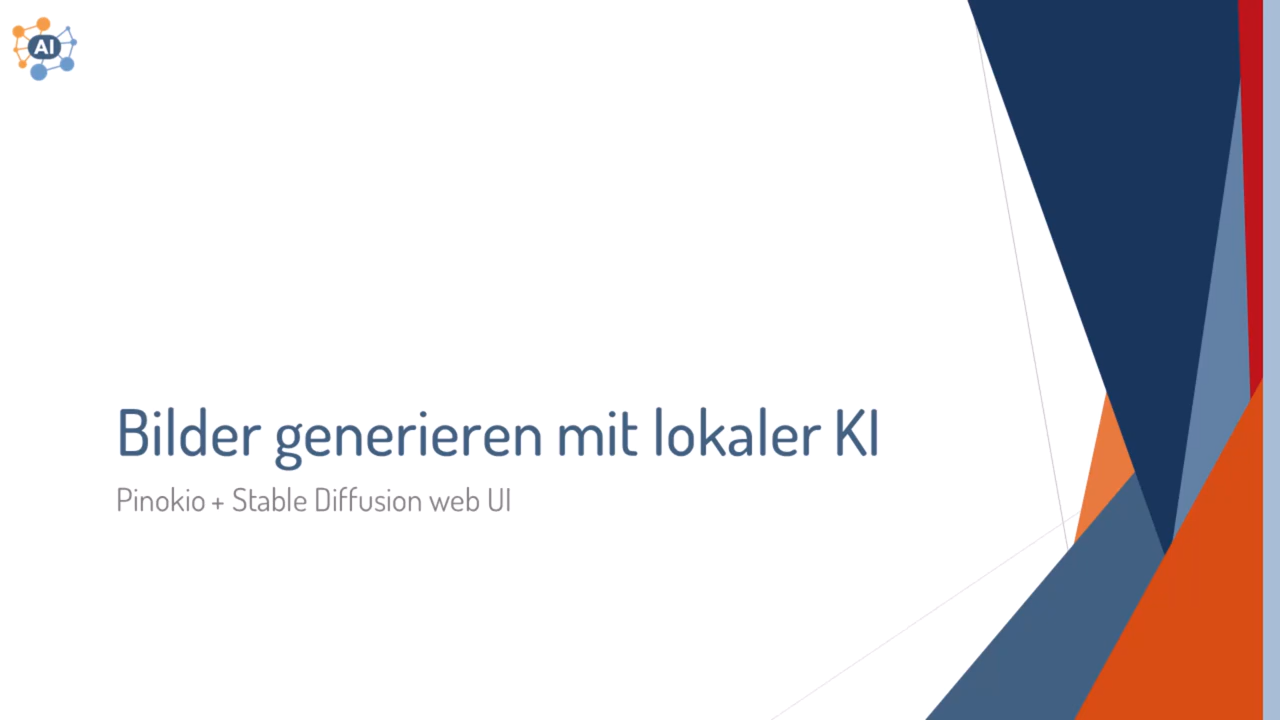 AI
Bilder generieren mit lokaler KI
Pinokio + Stable Diffusion web UI